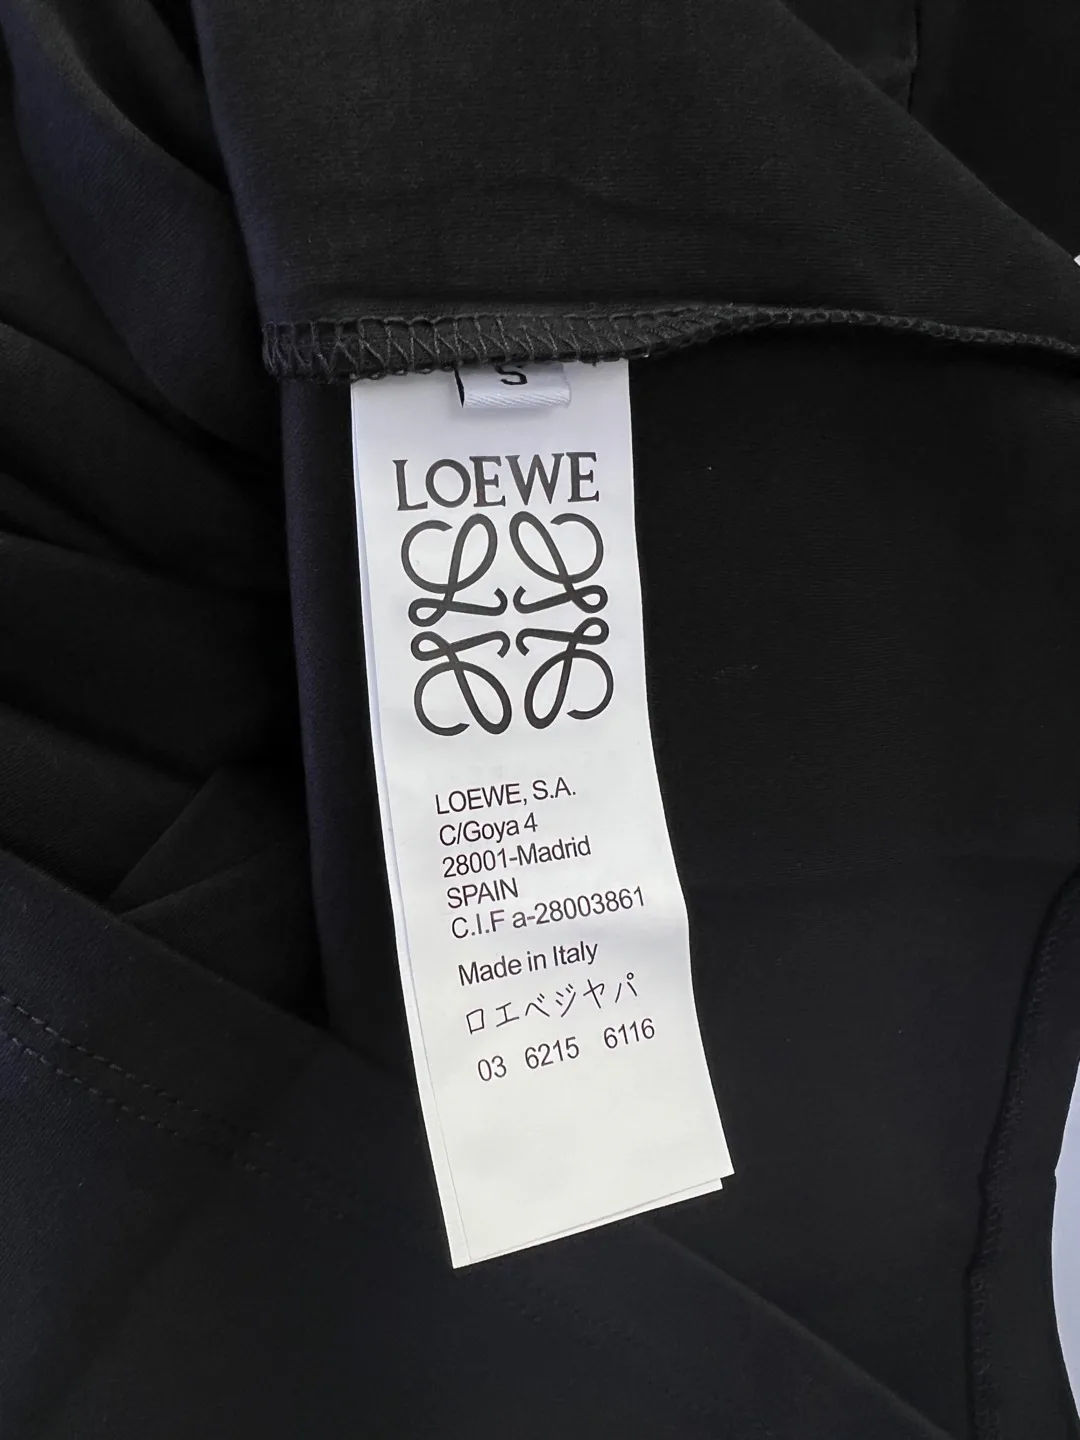 S
LOEWE
LOEWE, S.A.
C/Goya 4
28001-Madrid
SPAIN
C.I.F a-28003861
Made in Italy
ロエベジヤパ
03 6215 6116